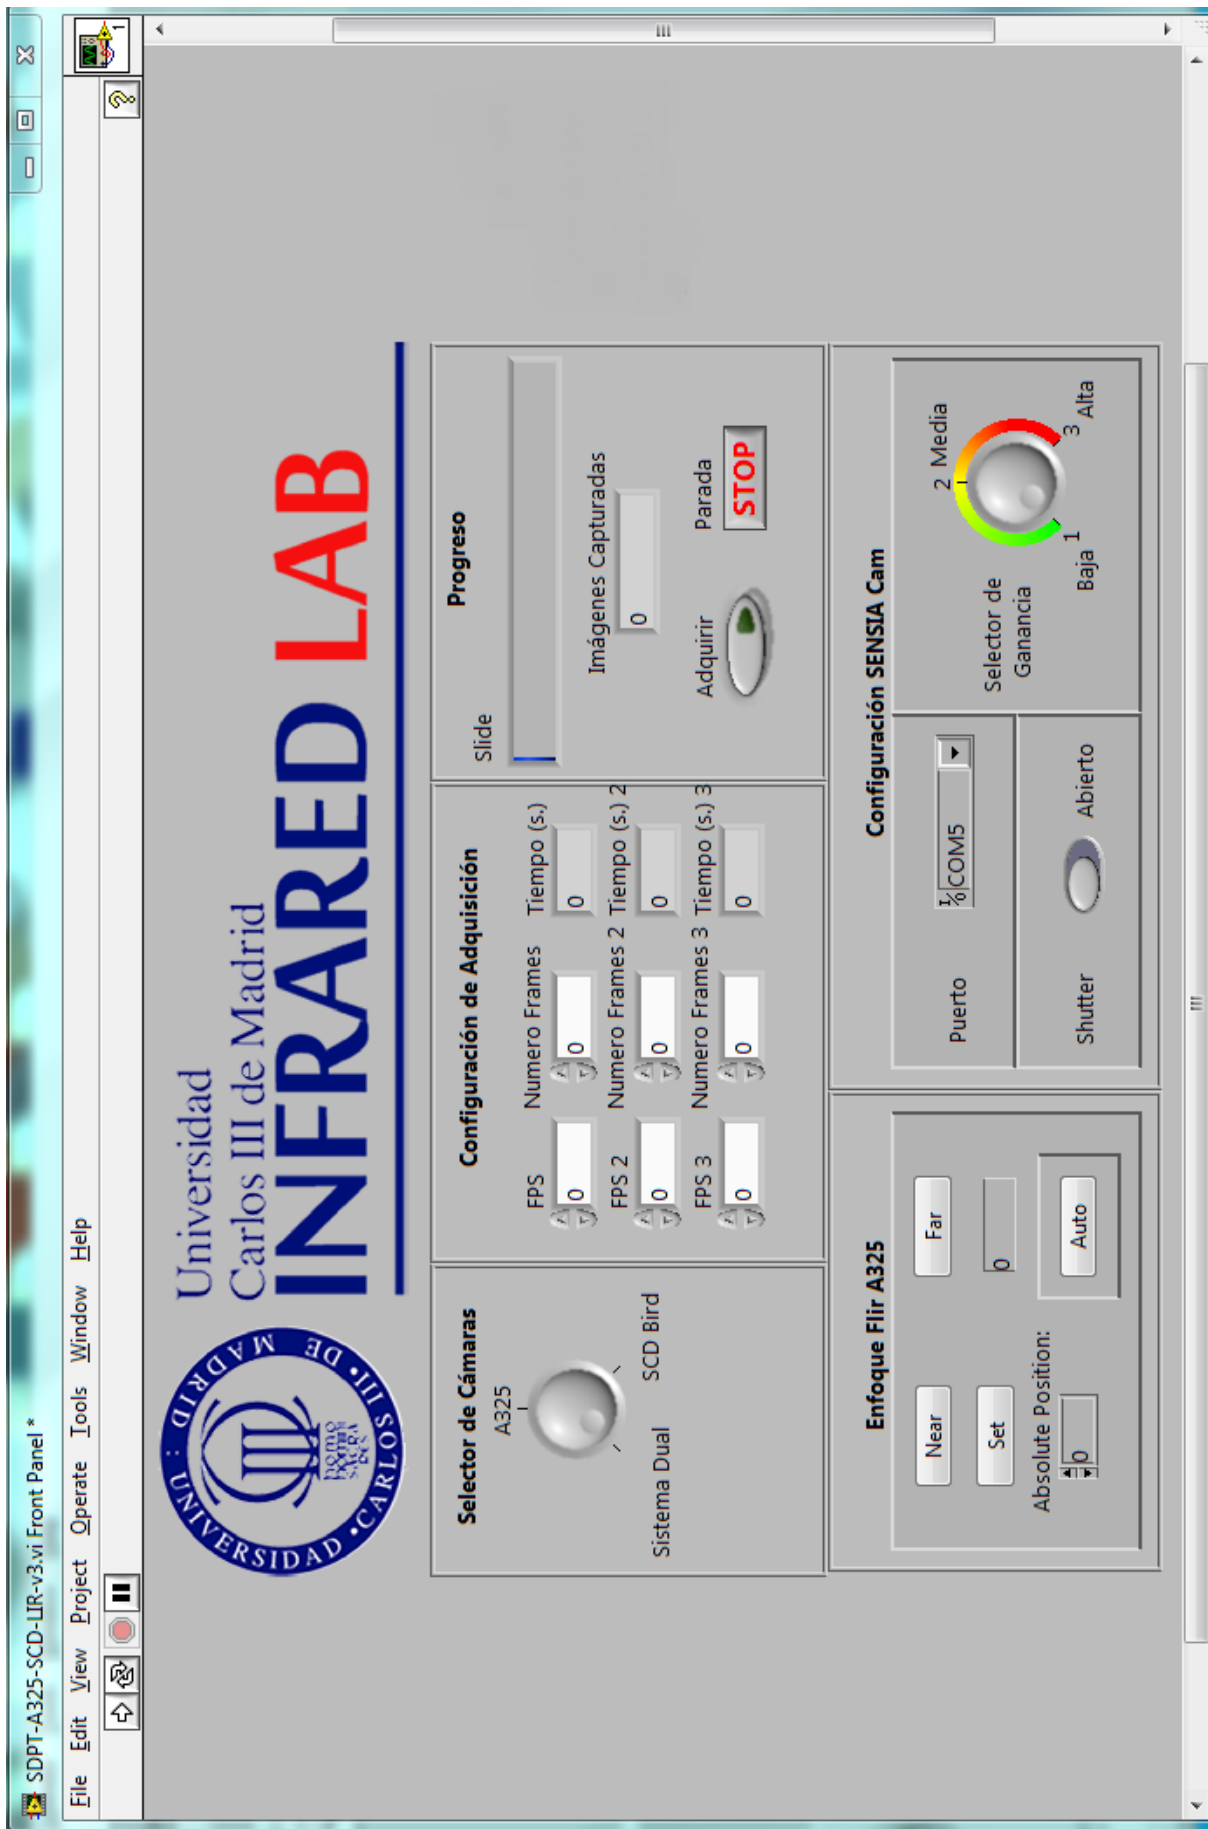 SDPT-A325-SCD-LIR-v3.vi Front Panel *
File Edit View Project Operate Tools Window Help
1
UNIVERSIDAD • CARLOS III • DE MADRID :
Universidad
Carlos III de Madrid
INFRARED LAB
Selector de Cámaras
A325
Sistema Dual
SCD Bird
Configuración de Adquisición
FPS Numero Frames Tiempo (s.)
0 0 0
FPS 2 Numero Frames 2 Tiempo (s.) 2
0 0 0
FPS 3 Numero Frames 3 Tiempo (s.) 3
0 0 0
Progreso
Slide
Imágenes Capturadas
0
Adquirir Parada
STOP
Enfoque Flir A325
Near Far
Set 0
Absolute Position:
0 Auto
Configuración SENSIA Cam
Puerto I/O COM5
Shutter Abierto
Selector de
Ganancia
2 Media
Baja 1
3 Alta